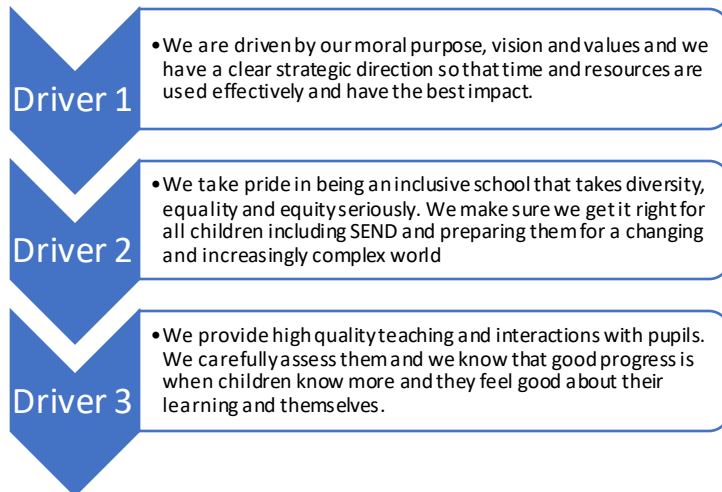 Driver 1
•We are driven by our moral purpose, vision and values and we
have a clear strategic direction so that time and resources are
used effectively and have the best impact.
Driver 2
•We take pride in being an inclusive school that takes diversity,
equality and equity seriously. We make sure we get it right for
all children including SEND and preparing them for a changing
and increasingly complex world
Driver 3
•We provide high quality teaching and interactions with pupils.
We carefully assess them and we know that good progress is
when children know more and they feel good about their
learning and themselves.